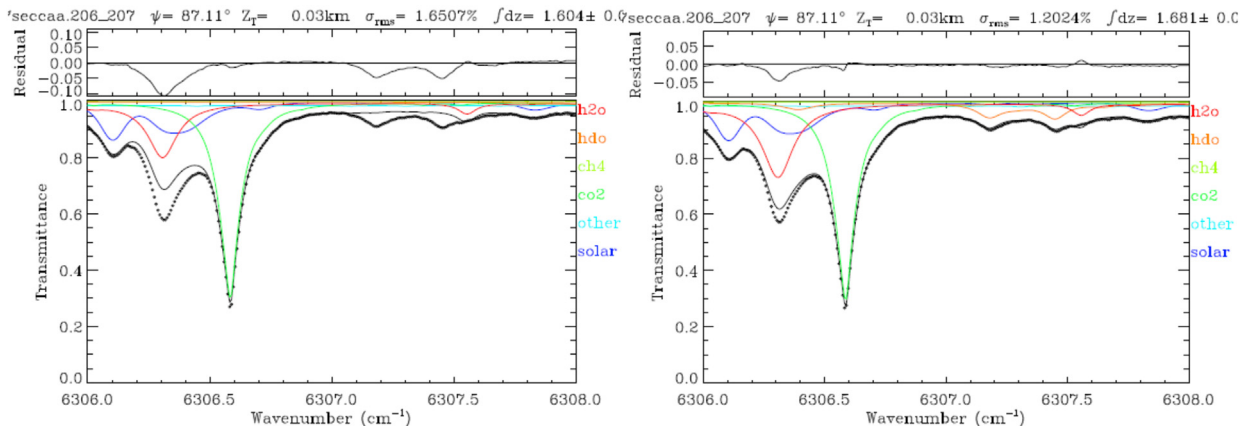 'seccaa.206_207 ψ= 87.11° Z_T= 0.03km σ_rms= 1.6507% ∫dz= 1.604±
Residual
0.10
0.05
0.00
−0.05
−0.10
Transmittance
1.0
0.8
0.6
0.4
0.2
0.0
h2o
hdo
ch4
co2
other
solar
6306.0 6306.5 6307.0 6307.5 6308.0
Wavenumber (cm⁻¹)
seccaa.206_207 ψ= 87.11° Z_T= 0.03km σ_rms= 1.2024% ∫dz= 1.681± 0.0
Residual
0.05
0.00
−0.05
Transmittance
1.0
0.8
0.6
0.4
0.2
0.0
h2o
hdo
ch4
co2
other
solar
6306.0 6306.5 6307.0 6307.5 6308.0
Wavenumber (cm⁻¹)